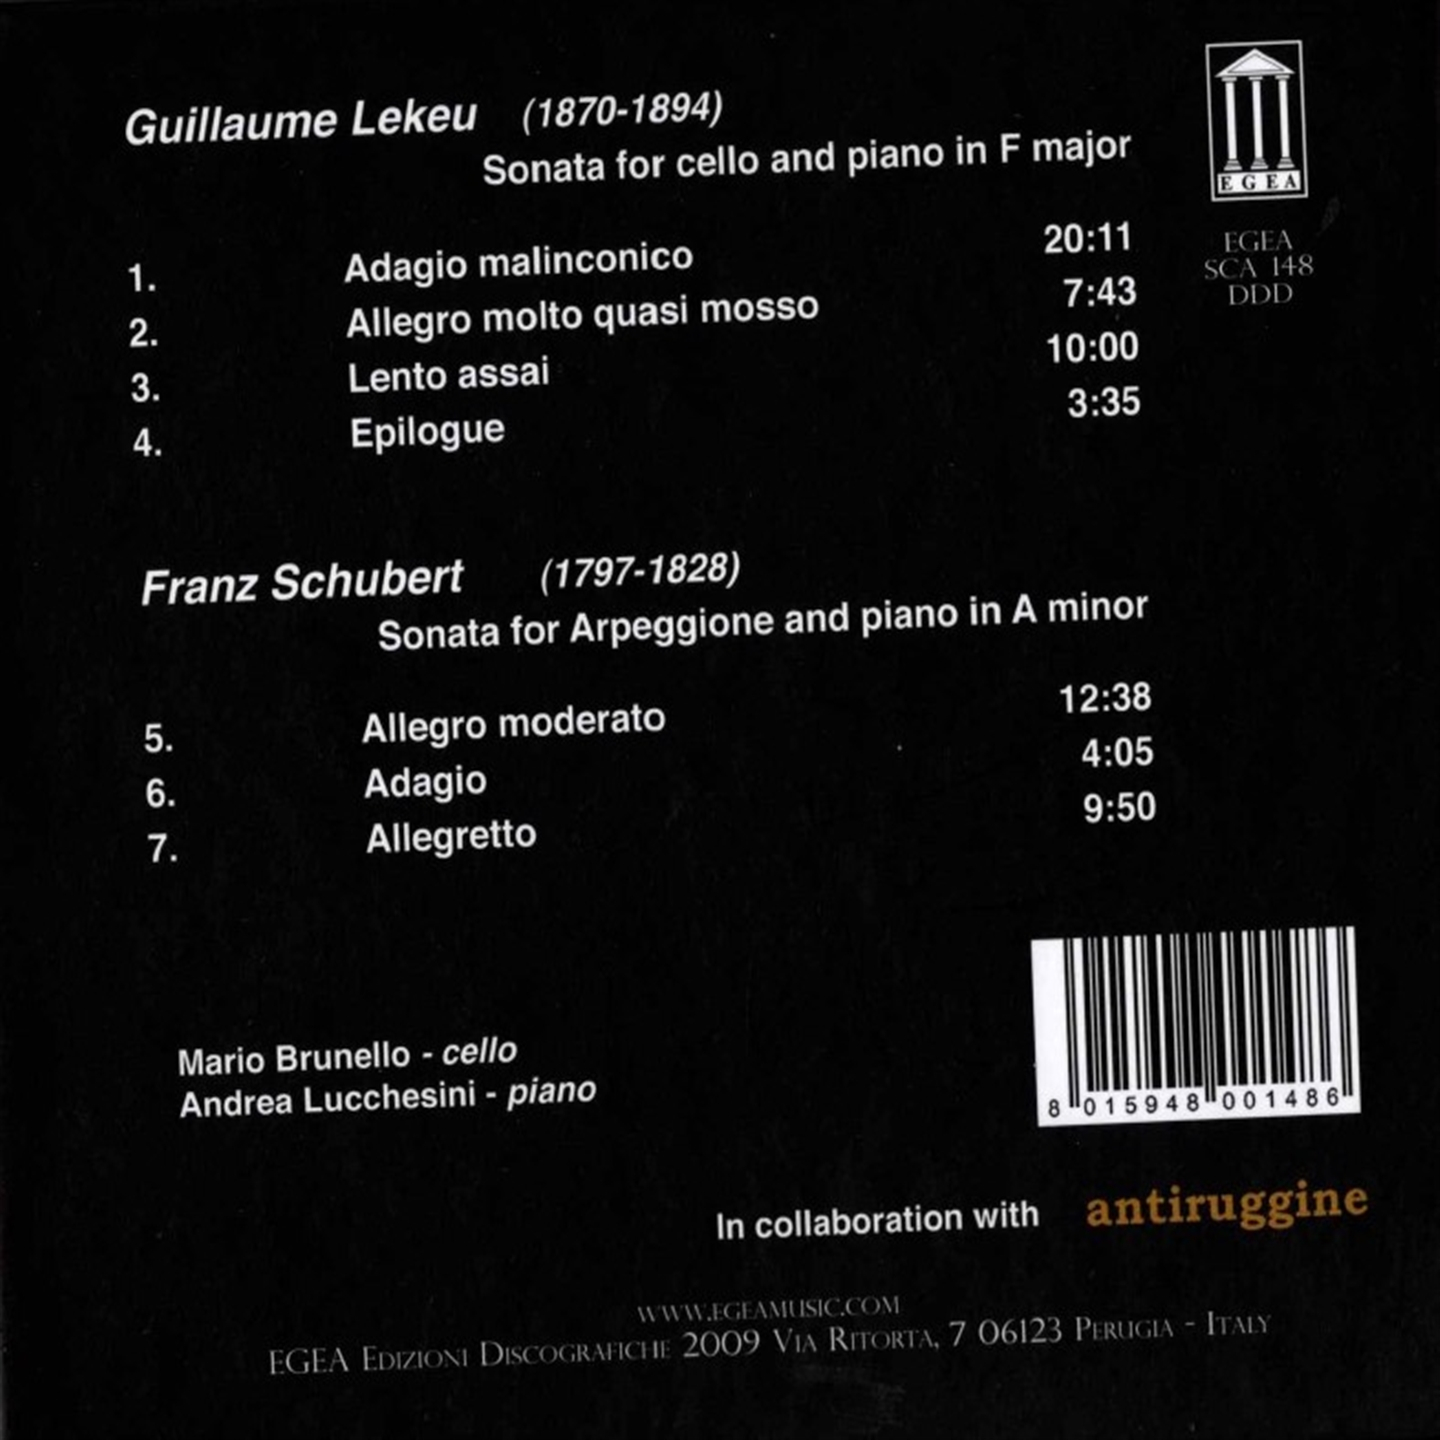 Guillaume Lekeu (1870-1894)
Sonata for cello and piano in F major
1. Adagio malinconico 20:11
2. Allegro molto quasi mosso 7:43
3. Lento assai 10:00
4. Epilogue 3:35
EGEA
EGEA
SCA 148
DDD
Franz Schubert (1797-1828)
Sonata for Arpeggione and piano in A minor
5. Allegro moderato 12:38
6. Adagio 4:05
7. Allegretto 9:50
Mario Brunello - cello
Andrea Lucchesini - piano
8 015948 001486
In collaboration with antiruggine
WWW.EGEAMUSIC.COM
EGEA EDIZIONI DISCOGRAFICHE 2009 VIA RITORTA, 7 06123 PERUGIA - ITALY